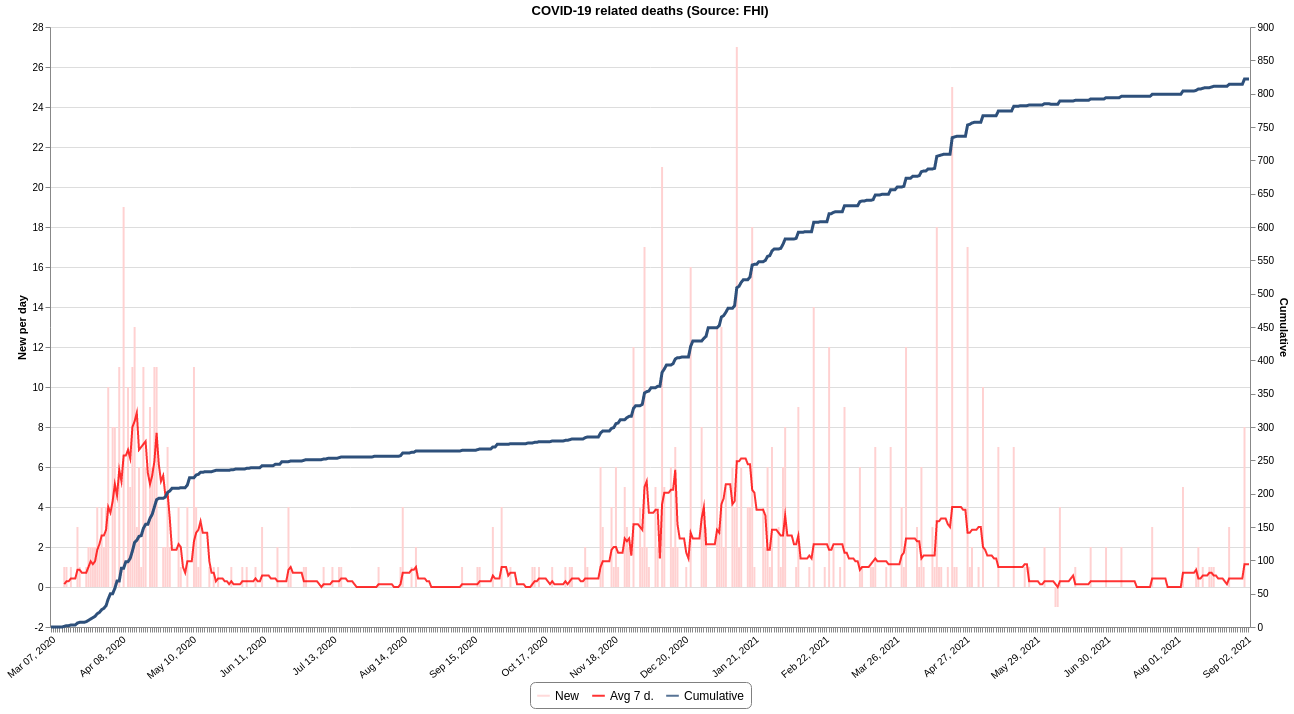 COVID-19 related deaths (Source: FHI)
28
26
24
22
20
18
16
14
12
10
8
6
4
2
0
-2
New per day
900
850
800
750
700
650
600
550
500
450
400
350
300
250
200
150
100
50
0
Cumulative
Mar 07, 2020
Apr 08, 2020
May 10, 2020
Jun 11, 2020
Jul 13, 2020
Aug 14, 2020
Sep 15, 2020
Oct 17, 2020
Nov 18, 2020
Dec 20, 2020
Jan 21, 2021
Feb 22, 2021
Mar 26, 2021
Apr 27, 2021
May 29, 2021
Jun 30, 2021
Aug 01, 2021
Sep 02, 2021
New Avg 7 d. Cumulative